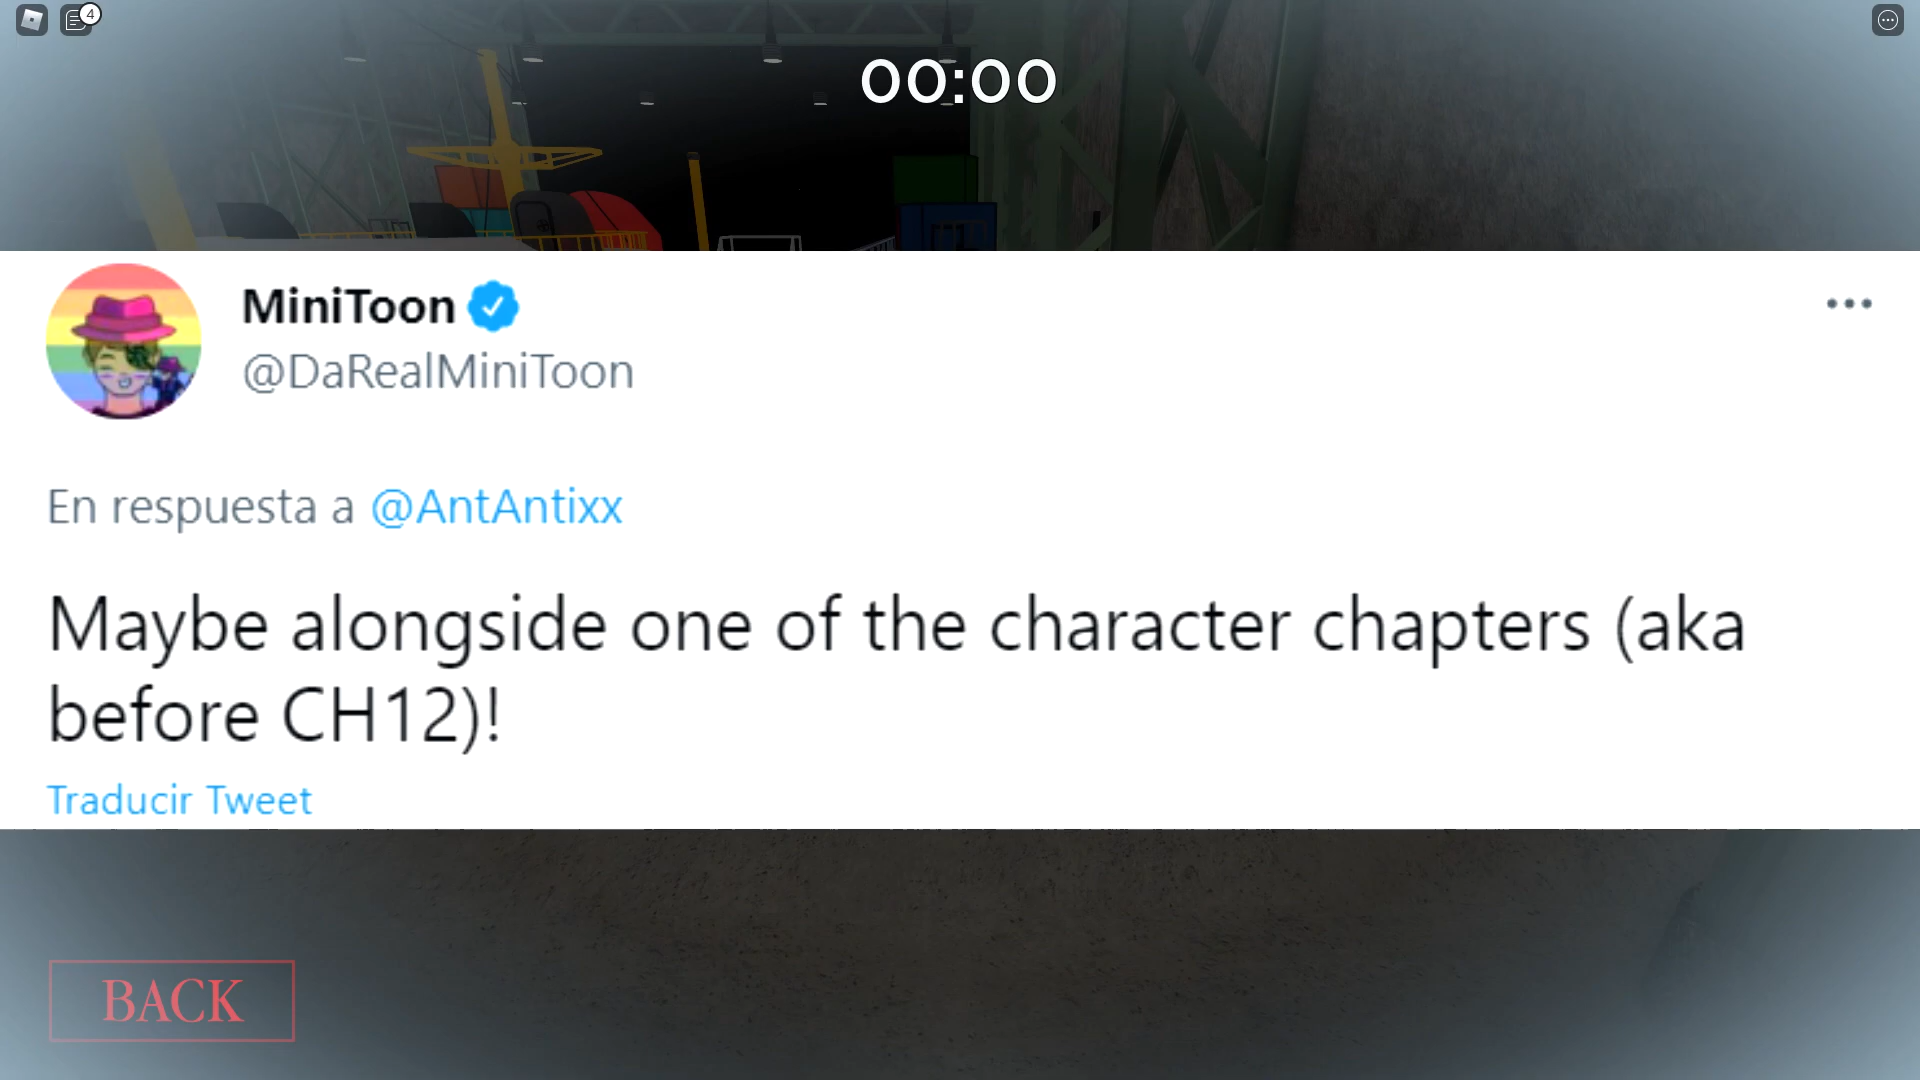 4
00:00
MiniToon
@DaRealMiniToon
En respuesta a @AntAntixx
Maybe alongside one of the character chapters (aka
before CH12)!
Traducir Tweet
BACK